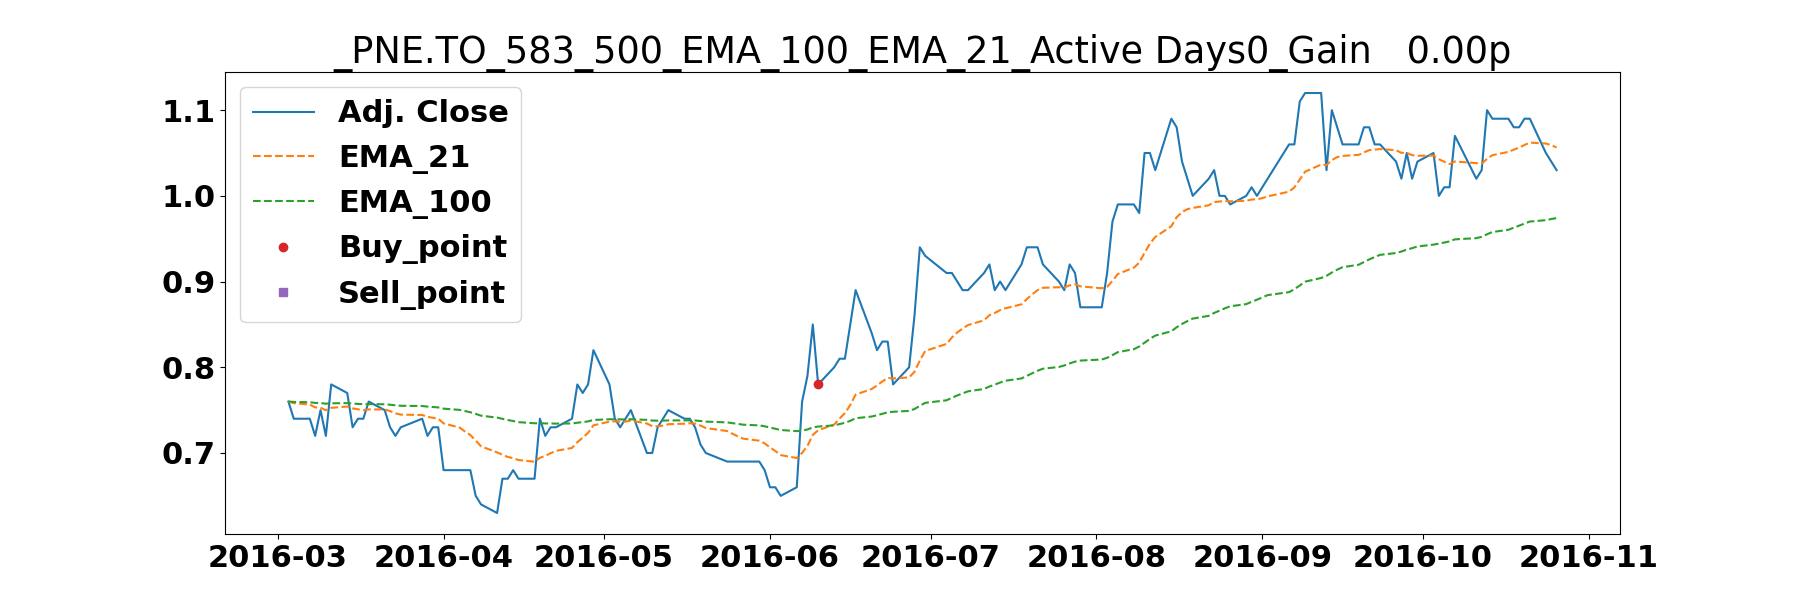 _PNE.TO_583_500_EMA_100_EMA_21_Active Days0_Gain   0.00p
Adj. Close
EMA_21
EMA_100
Buy_point
Sell_point
1.1
1.0
0.9
0.8
0.7
2016-03 2016-04 2016-05 2016-06 2016-07 2016-08 2016-09 2016-10 2016-11